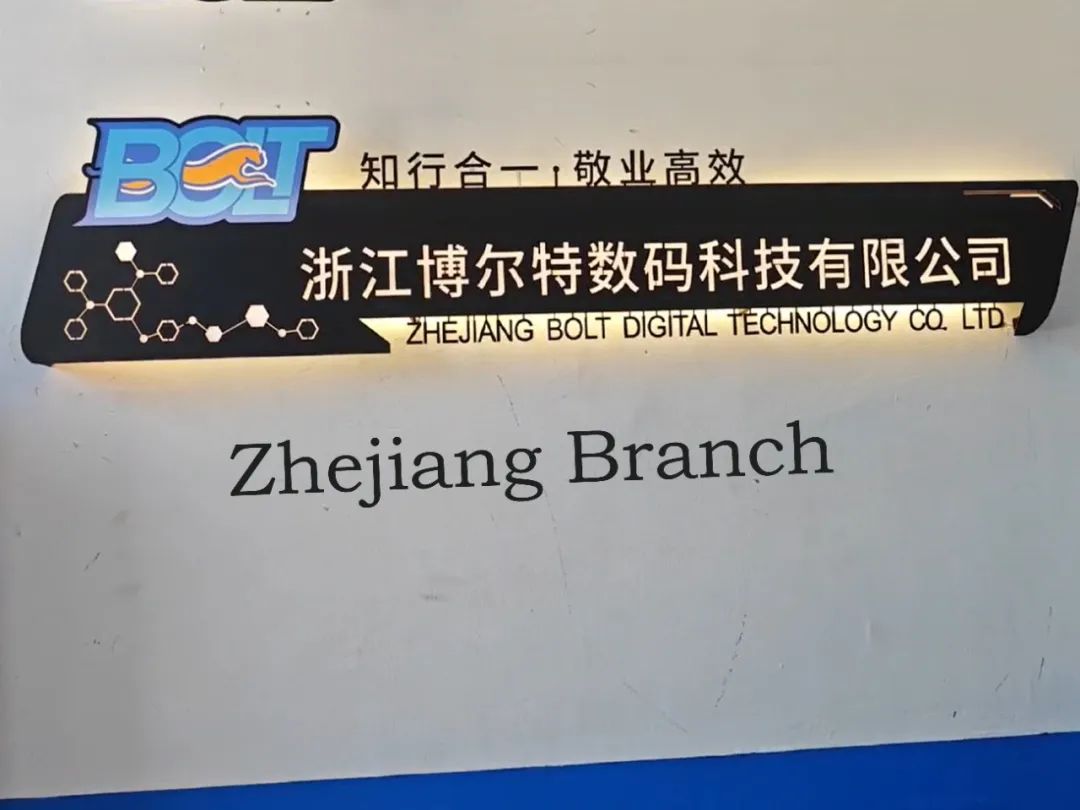 BOLT
知行合一；敬业高效
浙江博尔特数码科技有限公司
ZHEJIANG BOLT DIGITAL TECHNOLOGY CO. LTD
Zhejiang Branch